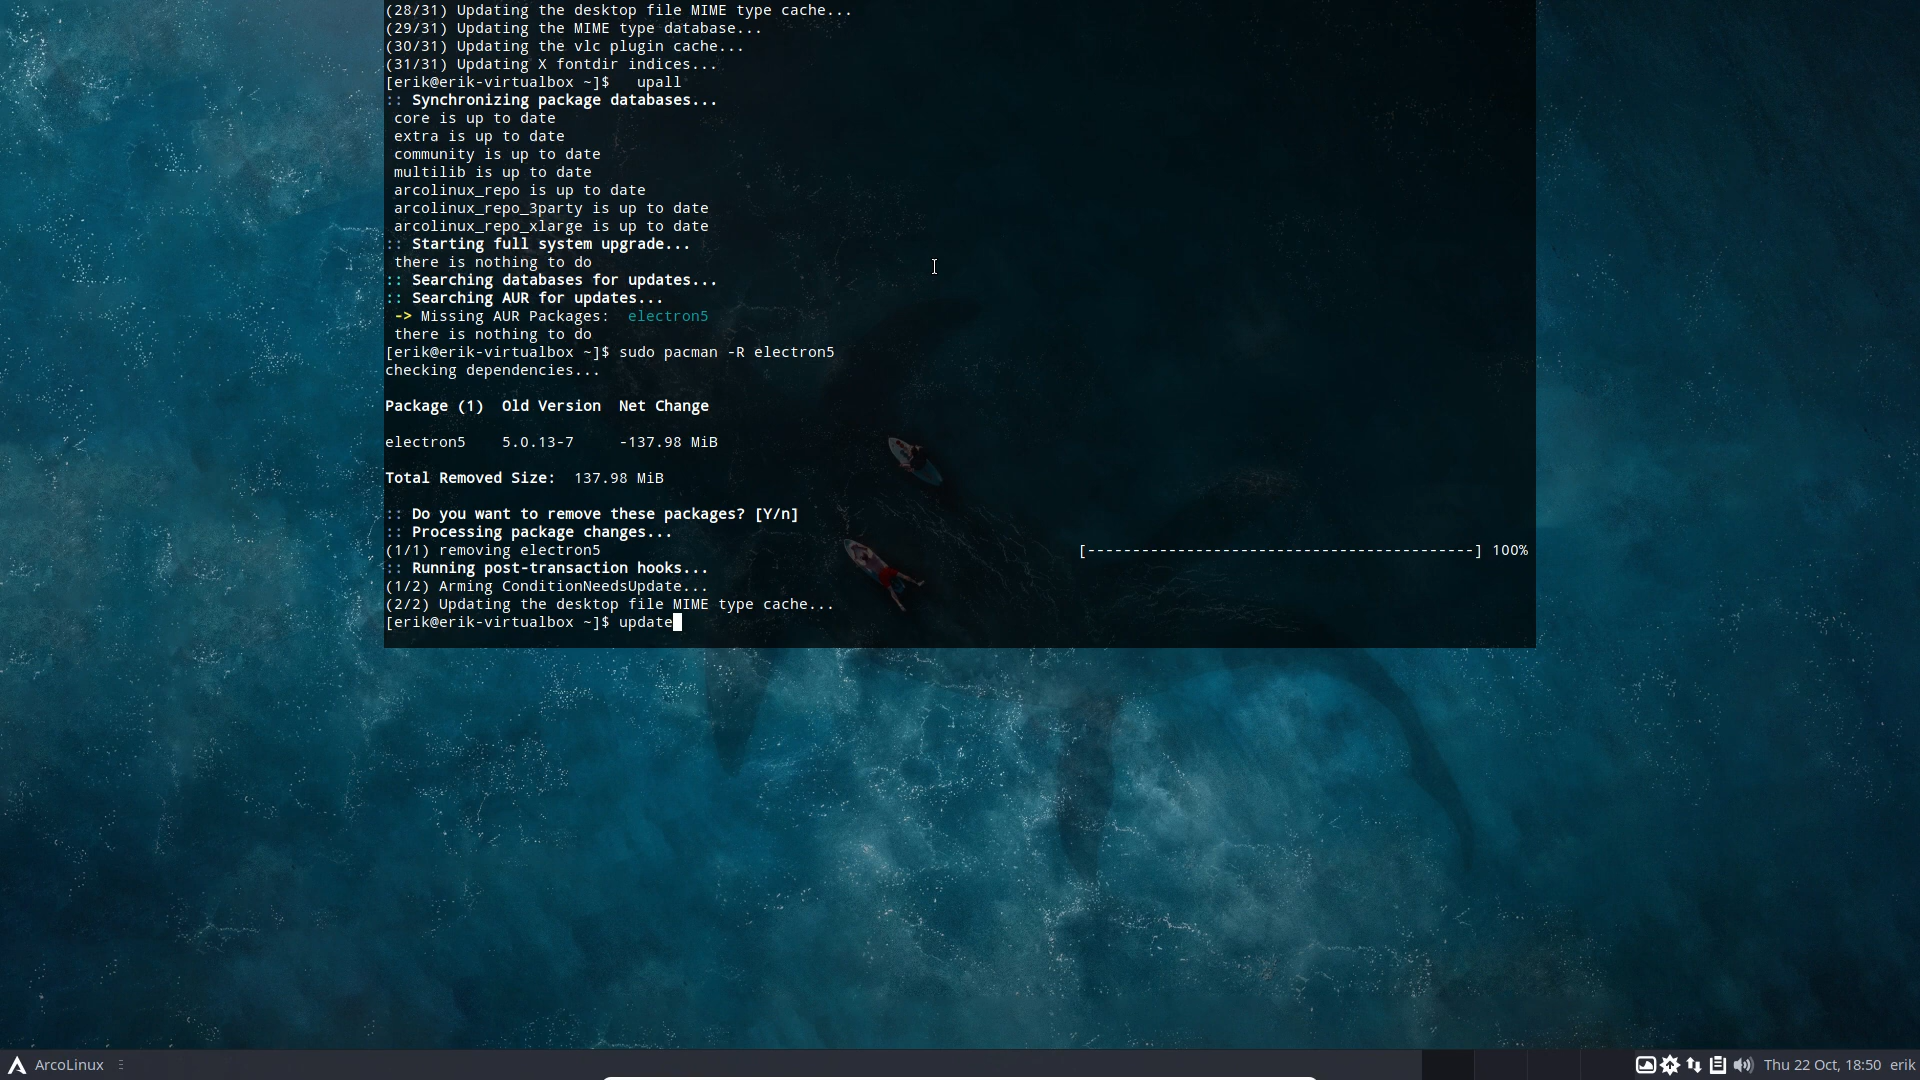 (28/31) Updating the desktop file MIME type cache...
(29/31) Updating the MIME type database...
(30/31) Updating the vlc plugin cache...
(31/31) Updating X fontdir indices...
[erik@erik-virtualbox ~]$   upall
:: Synchronizing package databases...
 core is up to date
 extra is up to date
 community is up to date
 multilib is up to date
 arcolinux_repo is up to date
 arcolinux_repo_3party is up to date
 arcolinux_repo_xlarge is up to date
:: Starting full system upgrade...
 there is nothing to do
:: Searching databases for updates...
:: Searching AUR for updates...
 -> Missing AUR Packages:  electron5
 there is nothing to do
[erik@erik-virtualbox ~]$ sudo pacman -R electron5
checking dependencies...
Package (1)  Old Version  Net Change
electron5    5.0.13-7     -137.98 MiB
Total Removed Size:  137.98 MiB
:: Do you want to remove these packages? [Y/n]
:: Processing package changes...
(1/1) removing electron5 [-------------------------------------------] 100%
:: Running post-transaction hooks...
(1/2) Arming ConditionNeedsUpdate...
(2/2) Updating the desktop file MIME type cache...
[erik@erik-virtualbox ~]$ update
ArcoLinux
Thu 22 Oct, 18:50 erik